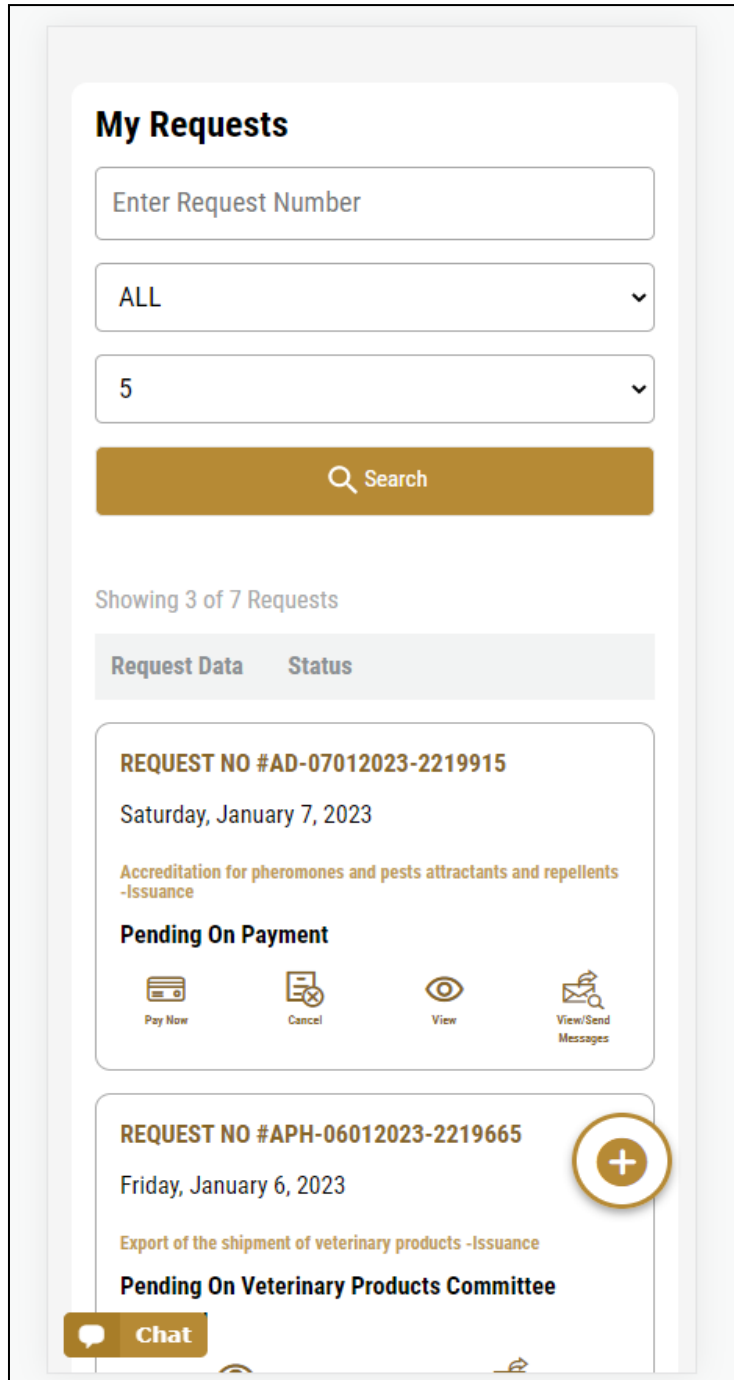 My Requests
Enter Request Number
ALL
5
Search
Showing 3 of 7 Requests
Request Data Status
REQUEST NO #AD-07012023-2219915
Saturday, January 7, 2023
Accreditation for pheromones and pests attractants and repellents
-Issuance
Pending On Payment
Pay Now Cancel View View/Send
Messages
REQUEST NO #APH-06012023-2219665
Friday, January 6, 2023
Export of the shipment of veterinary products -Issuance
Pending On Veterinary Products Committee
Chat